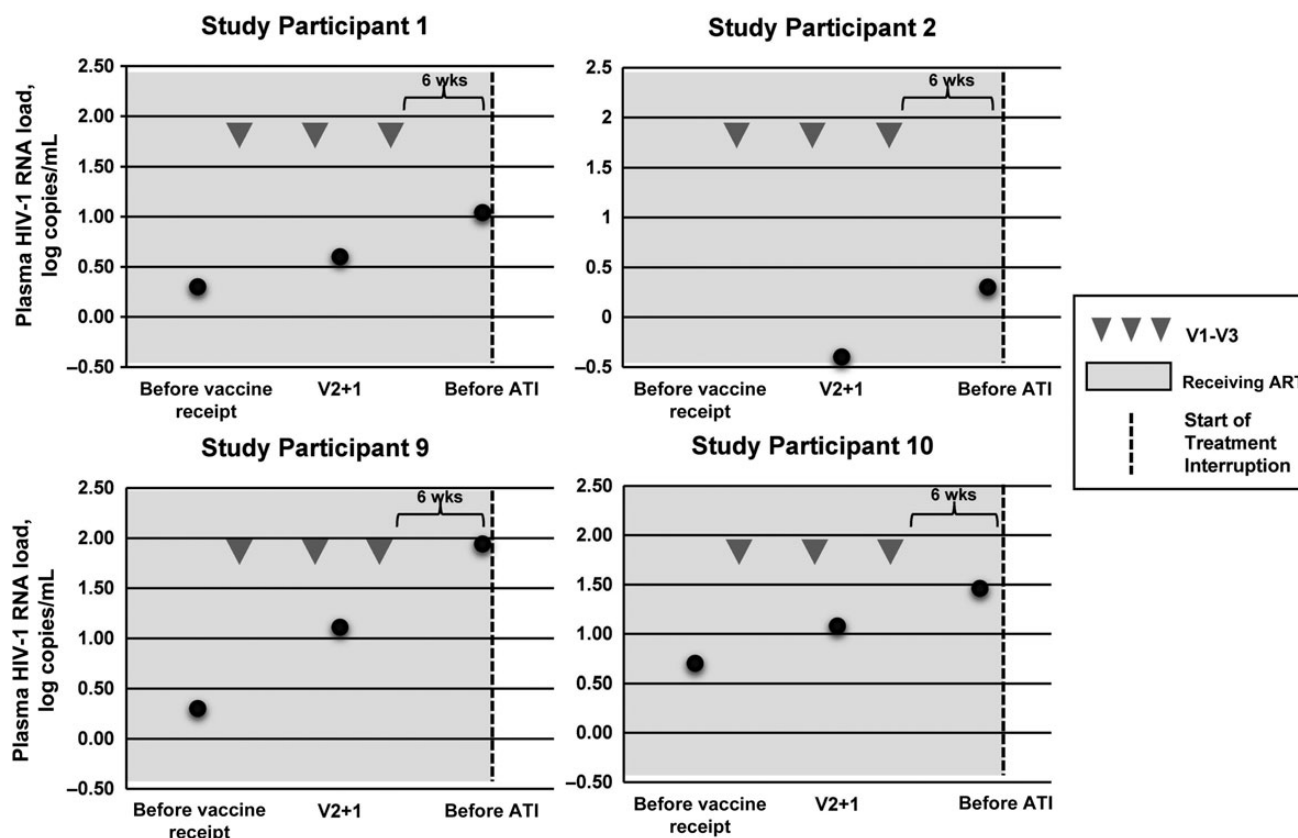 Study Participant 1
Plasma HIV-1 RNA load,
log copies/mL
2.50
2.00
1.50
1.00
0.50
0.00
–0.50
6 wks
Before vaccine
receipt
V2+1
Before ATI
Study Participant 2
2.5
2
1.5
1
0.5
0
–0.5
6 wks
Before vaccine
receipt
V2+1
Before ATI
Study Participant 9
Plasma HIV-1 RNA load,
log copies/mL
2.50
2.00
1.50
1.00
0.50
0.00
–0.50
6 wks
Before vaccine
receipt
V2+1
Before ATI
Study Participant 10
2.50
2.00
1.50
1.00
0.50
0.00
–0.50
6 wks
Before vaccine
receipt
V2+1
Before ATI
V1-V3
Receiving ART
Start of
Treatment
Interruption